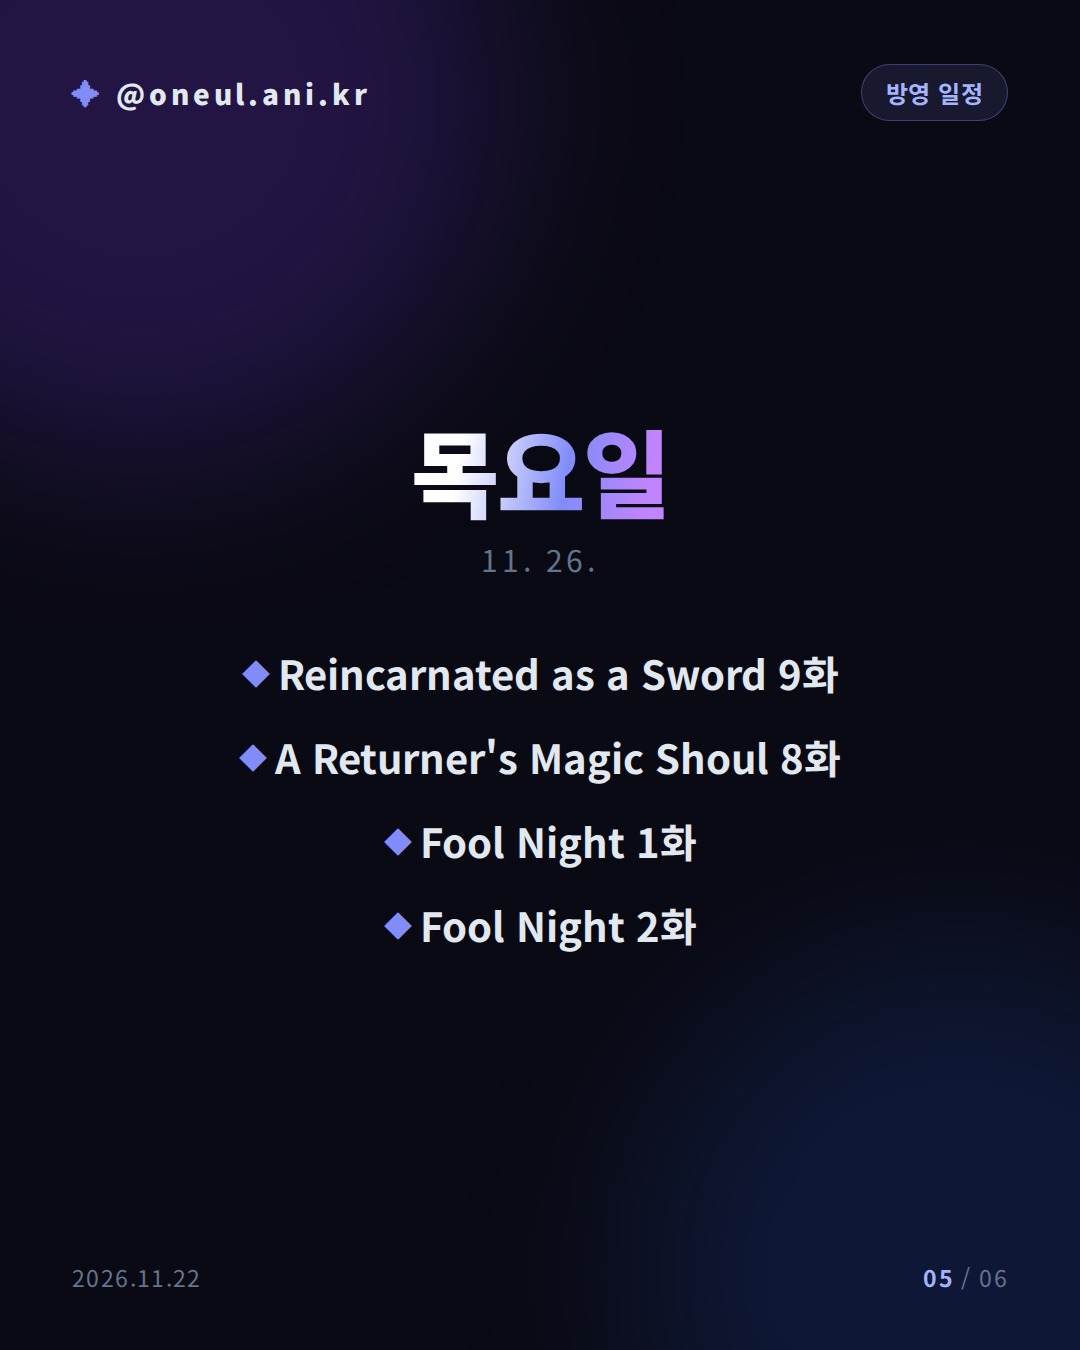 @oneul.ani.kr
방영 일정
목요일
11. 26.
◆ Reincarnated as a Sword 9화
◆ A Returner's Magic Shoul 8화
◆ Fool Night 1화
◆ Fool Night 2화
2026.11.22
05 / 06